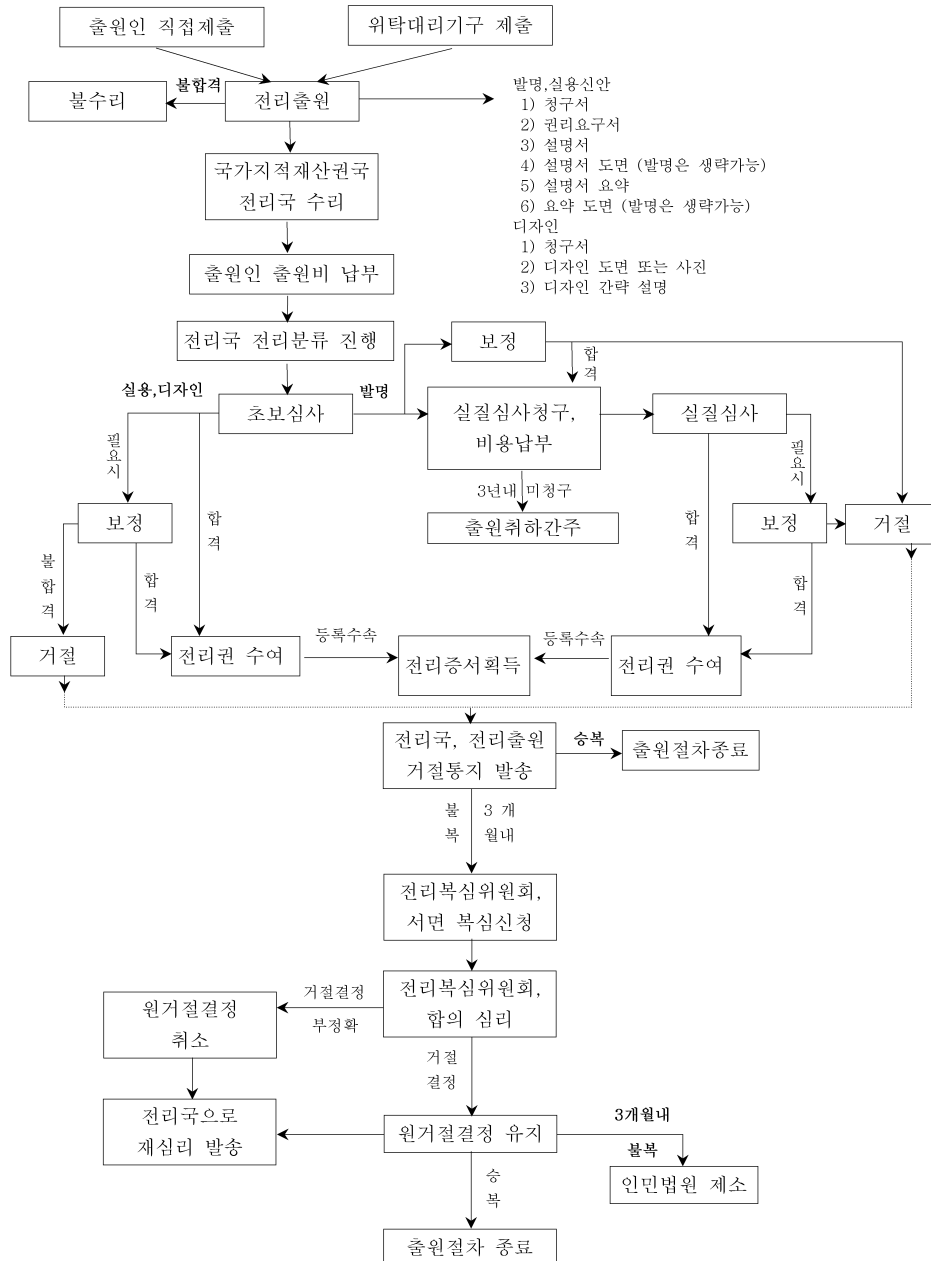 출원인 직접제출
위탁대리기구 제출
불합격
불수리
전리출원
발명,실용신안
1) 청구서
2) 권리요구서
3) 설명서
4) 설명서 도면 (발명은 생략가능)
5) 설명서 요약
6) 요약 도면 (발명은 생략가능)
디자인
1) 청구서
2) 디자인 도면 또는 사진
3) 디자인 간략 설명
국가지적재산권국
전리국 수리
출원인 출원비 납부
전리국 전리분류 진행
보정
합격
실용,디자인
초보심사
발명
실질심사청구,
비용납부
실질심사
필요시
필요시
3년내 미청구
출원취하간주
보정
합격
합격
보정
거절
불합격
합격
합격
거절
전리권 수여
등록수속
전리증서획득
등록수속
전리권 수여
전리국, 전리출원
거절통지 발송
승복
출원절차종료
불복
3 개
월내
전리복심위원회,
서면 복심신청
전리복심위원회,
합의 심리
거절결정
부정확
원거절결정
취소
거절
결정
전리국으로
재심리 발송
원거절결정 유지
3개월내
불복
인민법원 제소
승복
출원절차 종료